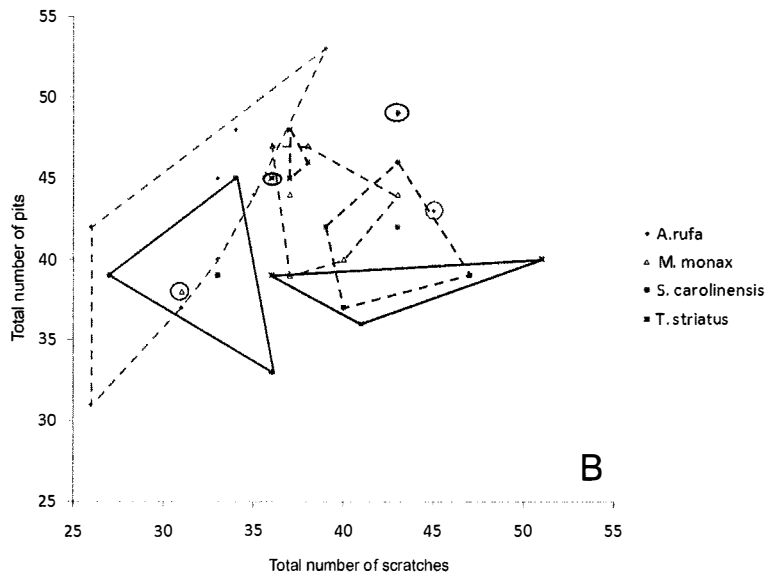 55
50
45
40
35
30
25
Total number of pits
A.rufa
M. monax
S. carolinensis
T. striatus
B
25 30 35 40 45 50 55
Total number of scratches